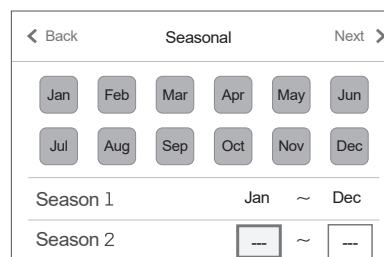 Back Seasonal Next
Jan Feb Mar Apr May Jun
Jul Aug Sep Oct Nov Dec
Season 1 Jan ~ Dec
Season 2 --- ~ ---